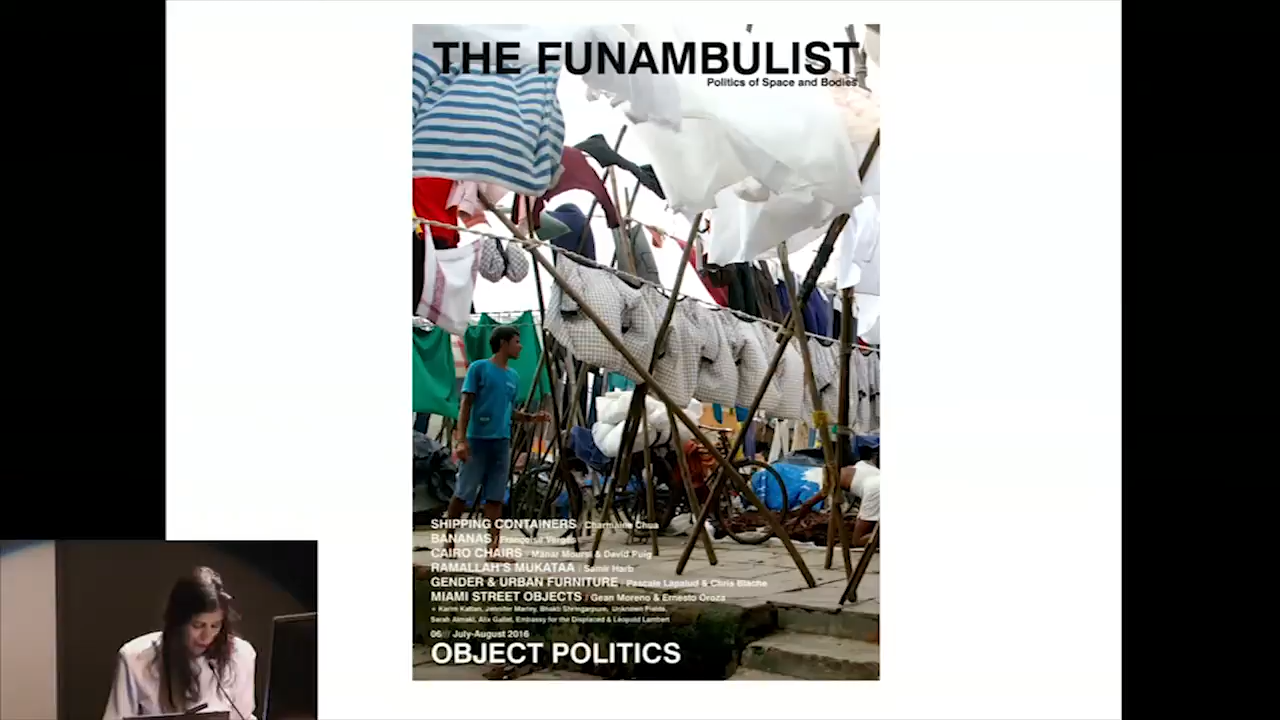 THE FUNAMBULIST
Politics of Space and Bodies
SHIPPING CONTAINERS / Charmaine Chua
BANANAS / Françoise Vergès
CAIRO CHAIRS / Manar Moursi & David Puig
RAMALLAH'S MUKATAA / Samir Harb
GENDER & URBAN FURNITURE / Pascale Lapalud & Chris Blache
MIAMI STREET OBJECTS / Gean Moreno & Ernesto Oroza
+ Karim Kattan, Jennifer Marley, Bhakti Shringarpure, Unknown Fields,
Sarah Almaki, Alix Gallet, Embassy for the Displaced & Léopold Lambert
06/// July-August 2016
OBJECT POLITICS